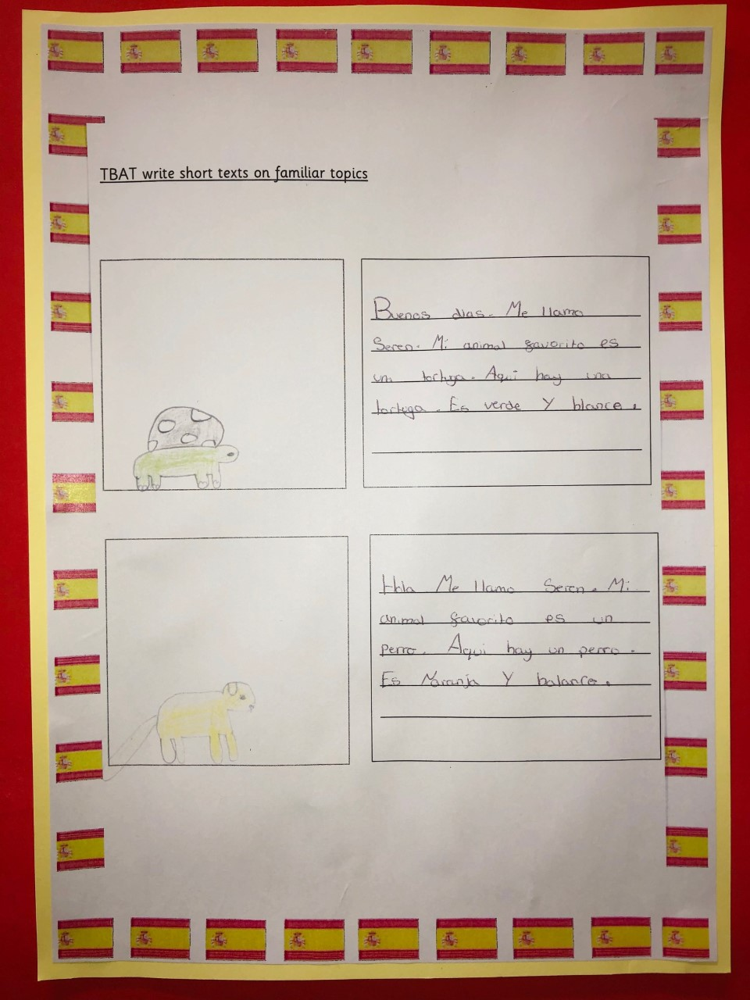 TBAT write short texts on familiar topics
Buenos dias. Me llamo
Seren. Mi animal favorito es
un tortuga. Aqui hay una
tortuga. Es verde Y blance.
Hola Me llamo Seren. Mi
animal favorito es un
perro. Aqui hay un perro.
Es Naranja Y balance.